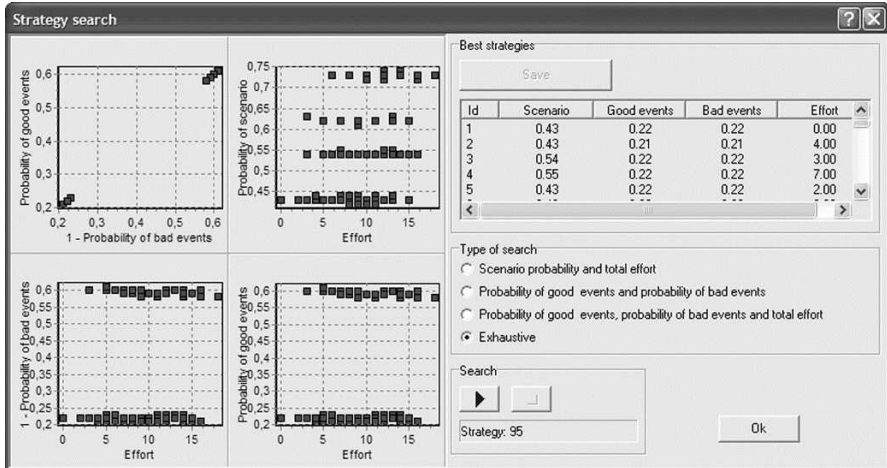 Strategy search
Probability of good events
0,6
0,5
0,4
0,3
0,2
0,2 0,3 0,4 0,5 0,6
1 - Probability of bad events
Probability of scenario
0,75
0,7
0,65
0,6
0,55
0,5
0,45
0 5 10 15
Effort
1 - Probability of bad events
0,6
0,55
0,5
0,45
0,4
0,35
0,3
0,25
0,2
0 5 10 15
Effort
Probability of good events
0,6
0,55
0,5
0,45
0,4
0,35
0,3
0,25
0,2
0 5 10 15
Effort
Best strategies
Save
Id Scenario Good events Bad events Effort
1 0.43 0.22 0.22 0.00
2 0.43 0.21 0.21 4.00
3 0.54 0.22 0.22 3.00
4 0.55 0.22 0.22 7.00
5 0.43 0.22 0.22 2.00
Type of search
Scenario probability and total effort
Probability of good events and probability of bad events
Probability of good events, probability of bad events and total effort
Exhaustive
Search
Strategy: 95
Ok